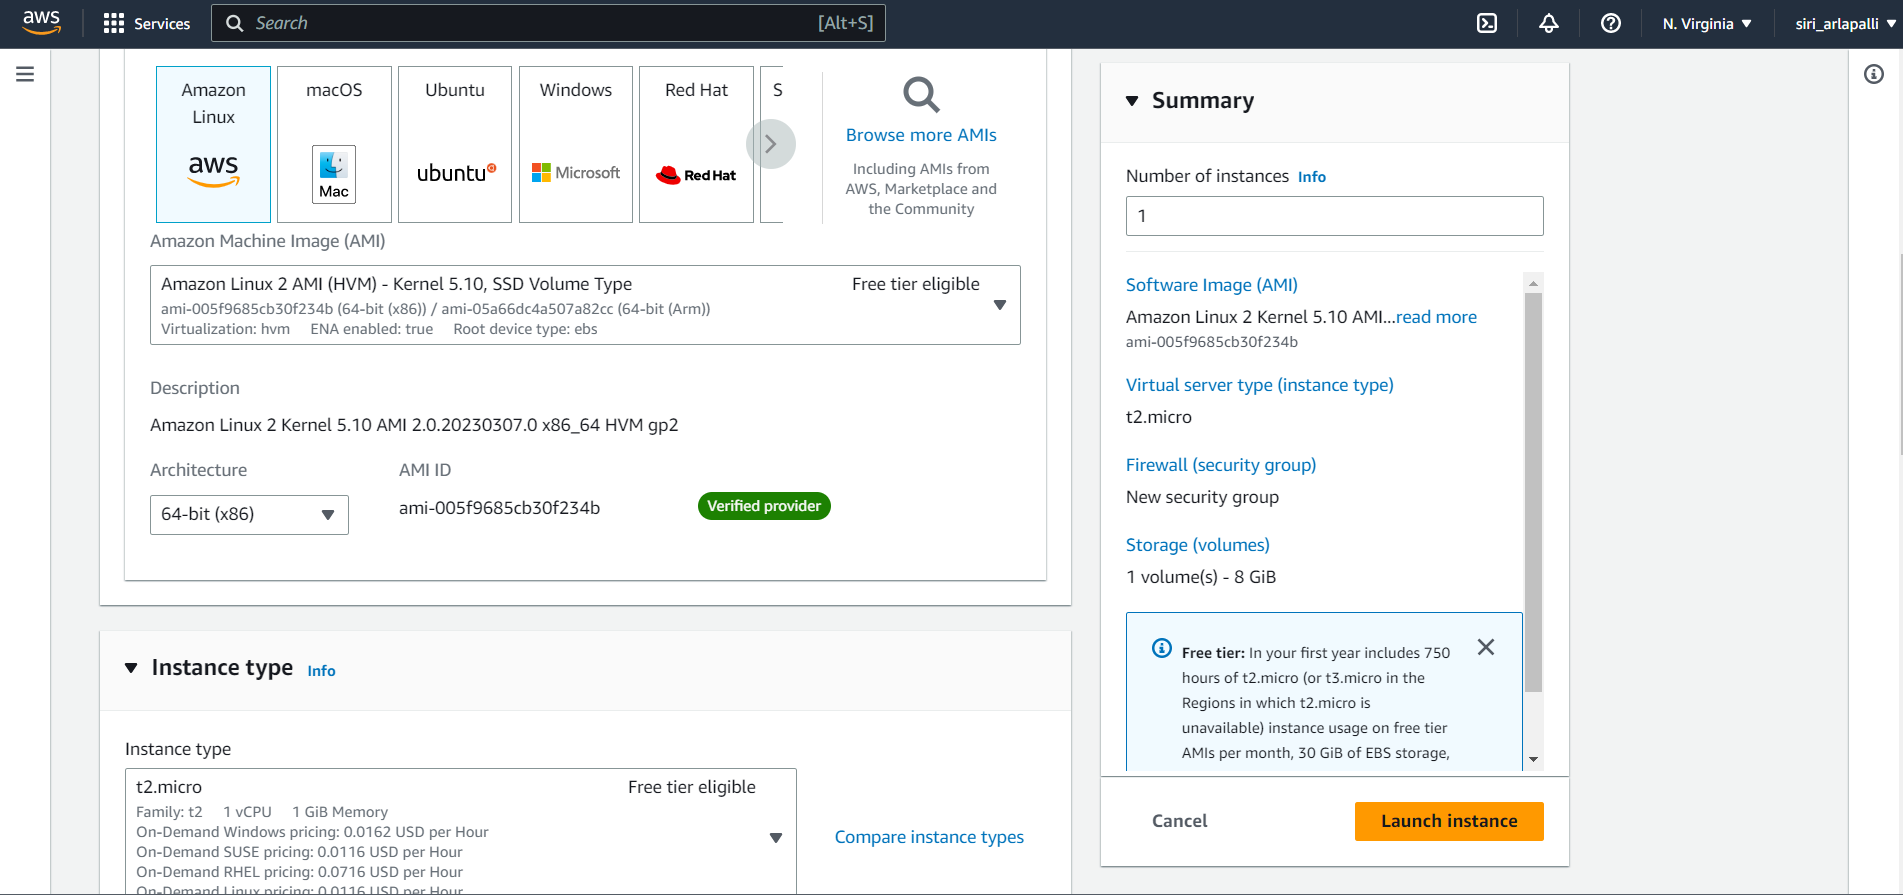 aws
Services
Search
[Alt+S]
N. Virginia
siri_arlapalli
Amazon
Linux
aws
macOS
Mac
Ubuntu
ubuntu
Windows
Microsoft
Red Hat
Red Hat
S
Browse more AMIs
Including AMIs from
AWS, Marketplace and
the Community
Amazon Machine Image (AMI)
Amazon Linux 2 AMI (HVM) - Kernel 5.10, SSD Volume Type
Free tier eligible
ami-005f9685cb30f234b (64-bit (x86)) / ami-05a66dc4a507a82cc (64-bit (Arm))
Virtualization: hvm ENA enabled: true Root device type: ebs
Description
Amazon Linux 2 Kernel 5.10 AMI 2.0.20230307.0 x86_64 HVM gp2
Architecture
64-bit (x86)
AMI ID
ami-005f9685cb30f234b
Verified provider
Instance type Info
Instance type
t2.micro
Free tier eligible
Family: t2 1 vCPU 1 GiB Memory
On-Demand Windows pricing: 0.0162 USD per Hour
On-Demand SUSE pricing: 0.0116 USD per Hour
On-Demand RHEL pricing: 0.0716 USD per Hour
On-Demand Linux pricing: 0.0116 USD per Hour
Compare instance types
Summary
Number of instances Info
1
Software Image (AMI)
Amazon Linux 2 Kernel 5.10 AMI...read more
ami-005f9685cb30f234b
Virtual server type (instance type)
t2.micro
Firewall (security group)
New security group
Storage (volumes)
1 volume(s) - 8 GiB
Free tier: In your first year includes 750
hours of t2.micro (or t3.micro in the
Regions in which t2.micro is
unavailable) instance usage on free tier
AMIs per month, 30 GiB of EBS storage,
Cancel
Launch instance